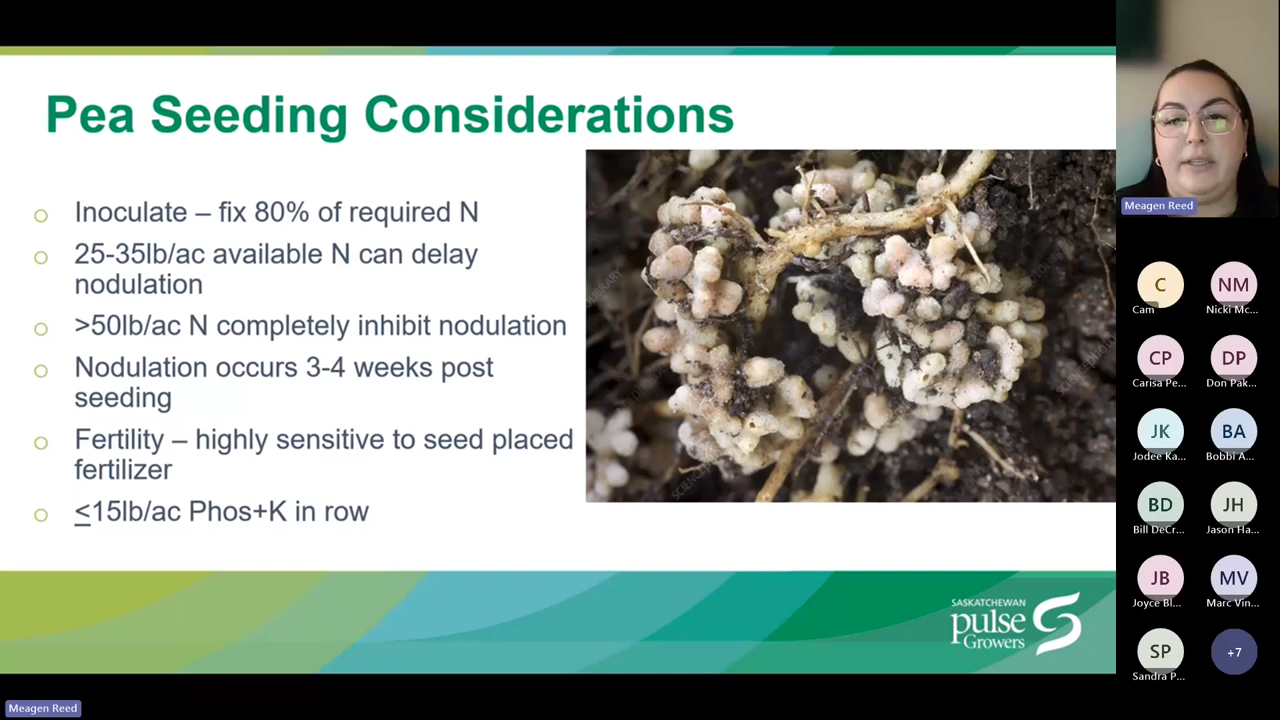 Pea Seeding Considerations
Inoculate – fix 80% of required N
25-35lb/ac available N can delay
nodulation
>50lb/ac N completely inhibit nodulation
Nodulation occurs 3-4 weeks post
seeding
Fertility – highly sensitive to seed placed
fertilizer
≤15lb/ac Phos+K in row
SASKATCHEWAN
pulse
Growers
Meagen Reed
C
NM
Cam
Nicki Mc...
CP
DP
Carisa Pe...
Don Pak...
JK
BA
Jodee Ka...
Bobbi A...
BD
JH
Bill DeCr...
Jason Ha...
JB
MV
Joyce Bl...
Marc Vin...
SP
+7
Sandra P...
Meagen Reed